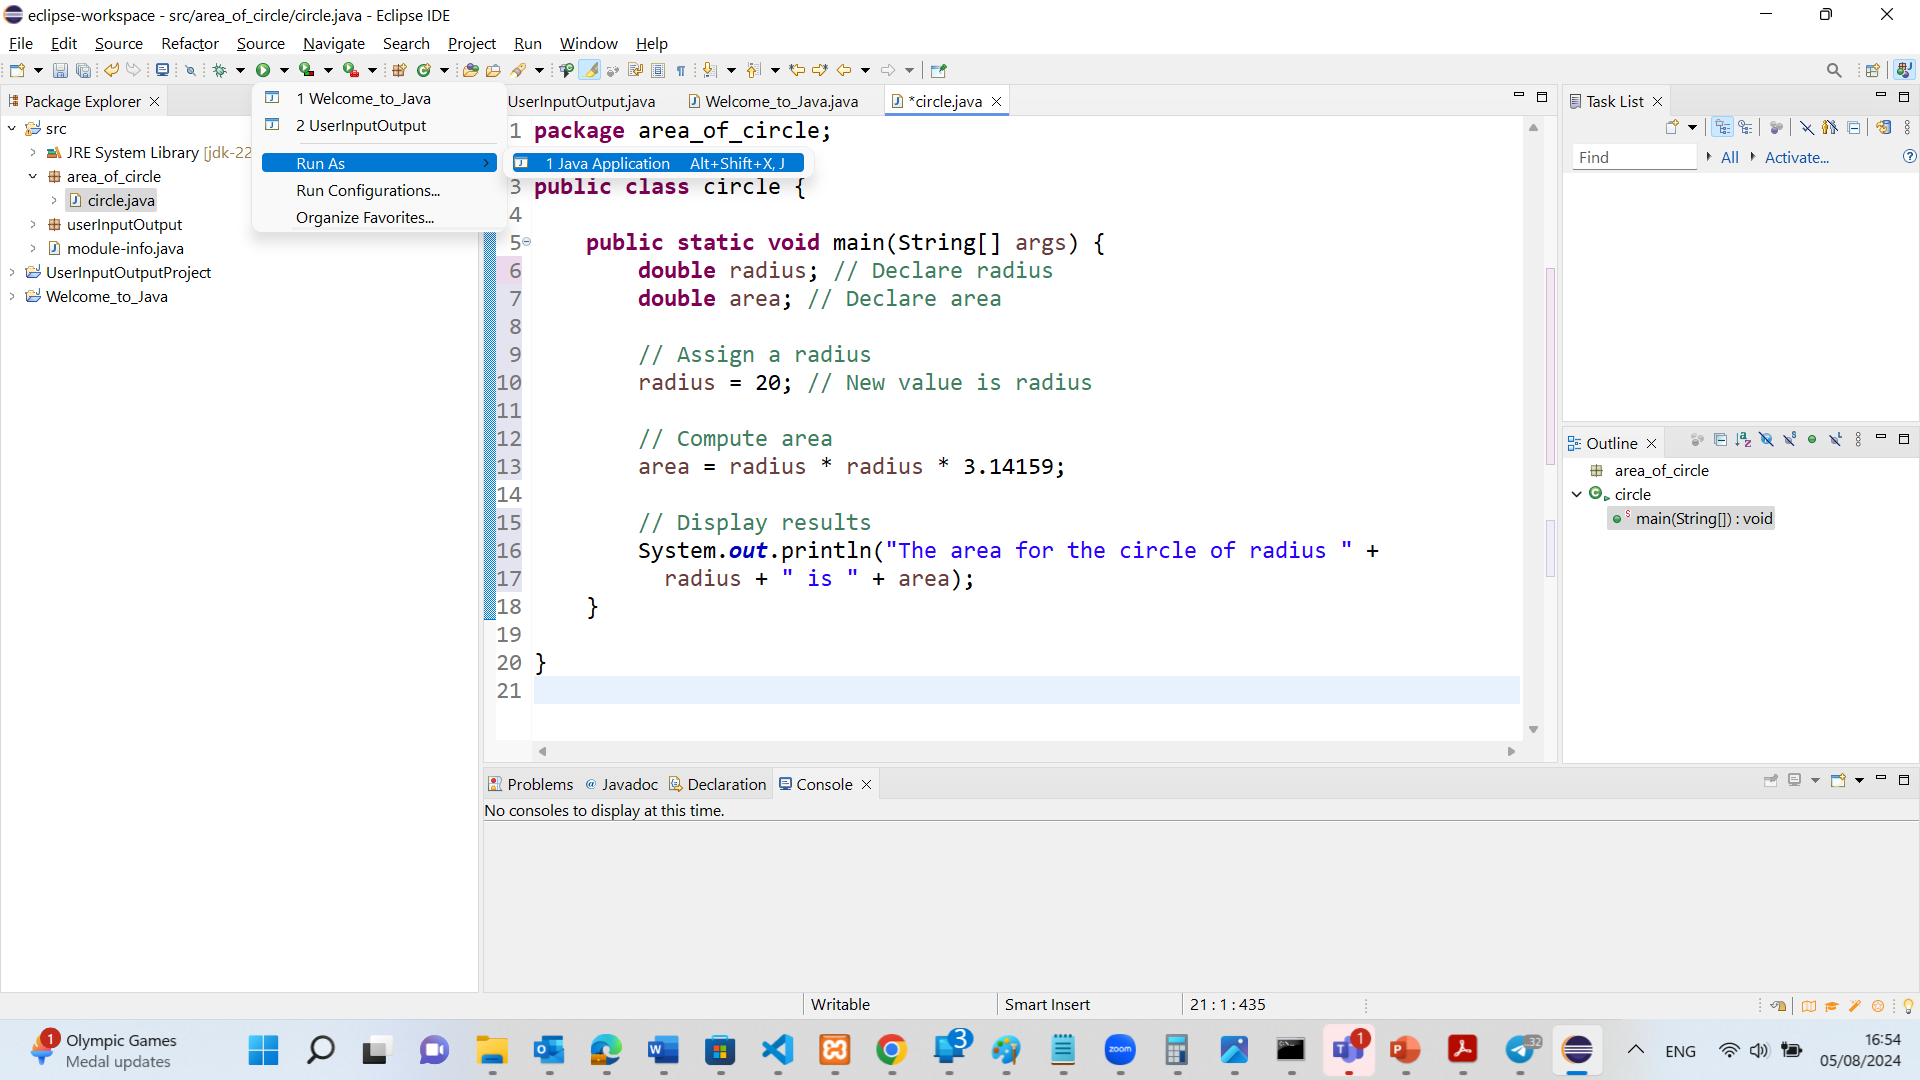 eclipse-workspace - src/area_of_circle/circle.java - Eclipse IDE
File Edit Source Refactor Source Navigate Search Project Run Window Help
Package Explorer
src
JRE System Library [jdk-22
area_of_circle
circle.java
userInputOutput
module-info.java
UserInputOutputProject
Welcome_to_Java
1 Welcome_to_Java
2 UserInputOutput
Run As
Run Configurations...
Organize Favorites...
1 Java Application Alt+Shift+X, J
UserInputOutput.java Welcome_to_Java.java *circle.java
1 package area_of_circle;
3 public class circle {
4
5 public static void main(String[] args) {
6 double radius; // Declare radius
7 double area; // Declare area
8
9 // Assign a radius
10 radius = 20; // New value is radius
11
12 // Compute area
13 area = radius * radius * 3.14159;
14
15 // Display results
16 System.out.println("The area for the circle of radius " +
17 radius + " is " + area);
18 }
19
20 }
21
Task List
Find All Activate...
Outline
area_of_circle
circle
main(String[]) : void
Problems Javadoc Declaration Console
No consoles to display at this time.
Writable Smart Insert 21 : 1 : 435
1 Olympic Games
Medal updates
3
zoom
1
32
ENG
16:54
05/08/2024